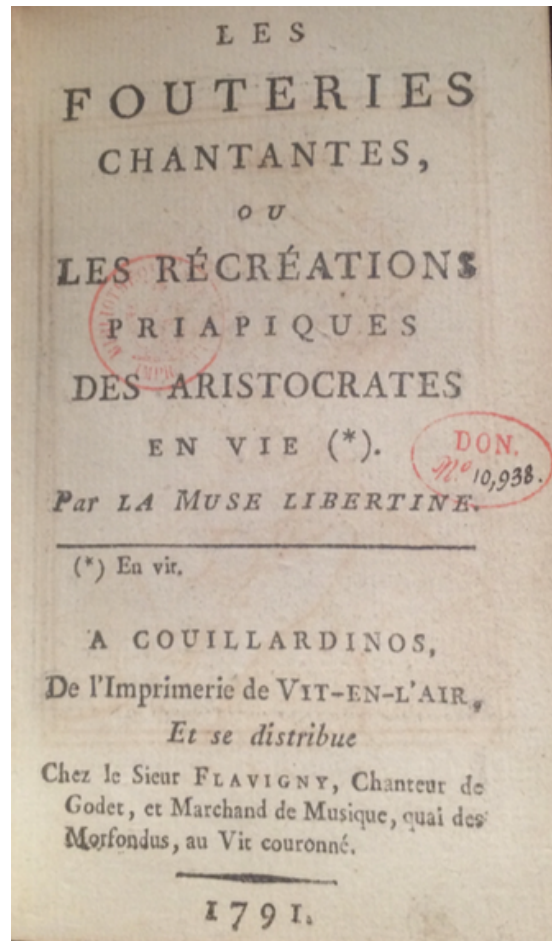 LES
FOUTERIES
CHANTANTES,
OU
LES RÉCRÉATIONS
PRIAPIQUES
DES ARISTOCRATES
EN VIE (*).
DON.
N.o 10,938.
Par LA MUSE LIBERTINE.
(*) En vit.
A COUILLARDINOS,
De l'Imprimerie de VIT-EN-L'AIR,
Et se distribue
Chez le Sieur FLAVIGNY, Chanteur de
Godet, et Marchand de Musique, quai des
Morfondus, au Vit couronné.
1791.